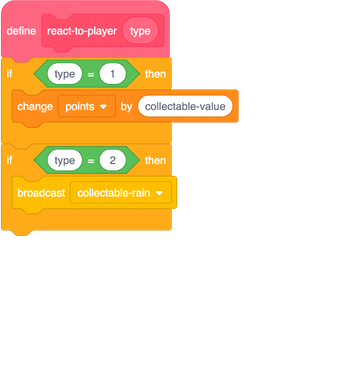 define react-to-player type
if type = 1 then
change points by collectable-value
if type = 2 then
broadcast collectable-rain